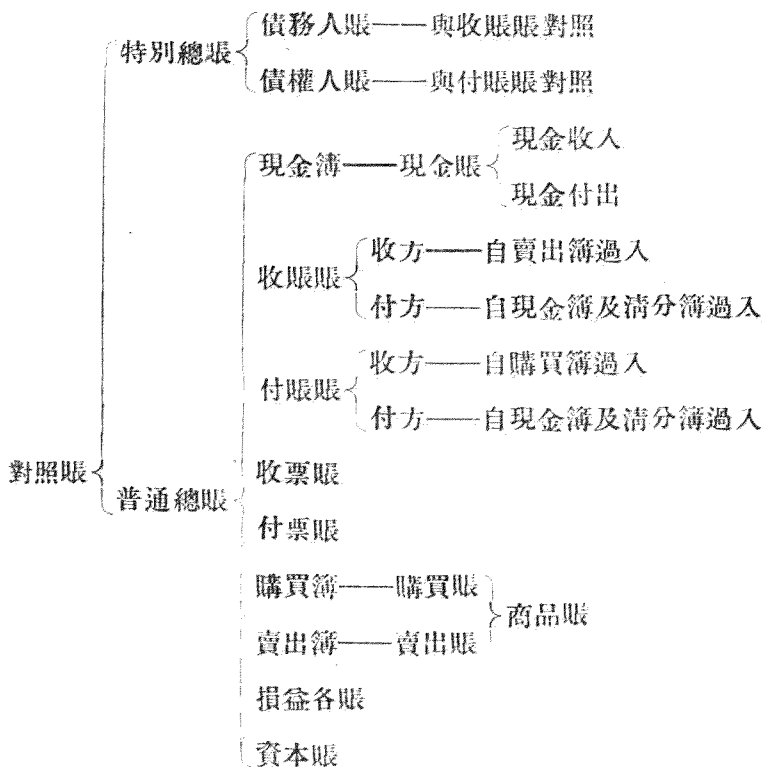 債務人賬——與收賬賬對照
特別總賬
債權人賬——與付賬賬對照
現金收入
現金簿——現金賬
現金付出
收方——自賣出簿過入
收賬賬
付方——自現金簿及清分簿過入
收方——自購買簿過入
付賬賬
付方——自現金簿及清分簿過入
對照賬
收票賬
普通總賬
付票賬
購買簿——購買賬
商品賬
賣出簿——賣出賬
損益各賬
資本賬